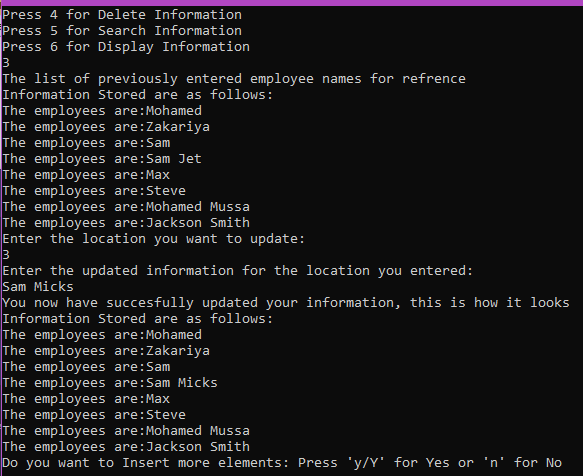 Press 4 for Delete Information
Press 5 for Search Information
Press 6 for Display Information
3
The list of previously entered employee names for refrence
Information Stored are as follows:
The employees are:Mohamed
The employees are:Zakariya
The employees are:Sam
The employees are:Sam Jet
The employees are:Max
The employees are:Steve
The employees are:Mohamed Mussa
The employees are:Jackson Smith
Enter the location you want to update:
3
Enter the updated information for the location you entered:
Sam Micks
You now have succesfully updated your information, this is how it looks
Information Stored are as follows:
The employees are:Mohamed
The employees are:Zakariya
The employees are:Sam
The employees are:Sam Micks
The employees are:Max
The employees are:Steve
The employees are:Mohamed Mussa
The employees are:Jackson Smith
Do you want to Insert more elements: Press 'y/Y' for Yes or 'n' for No